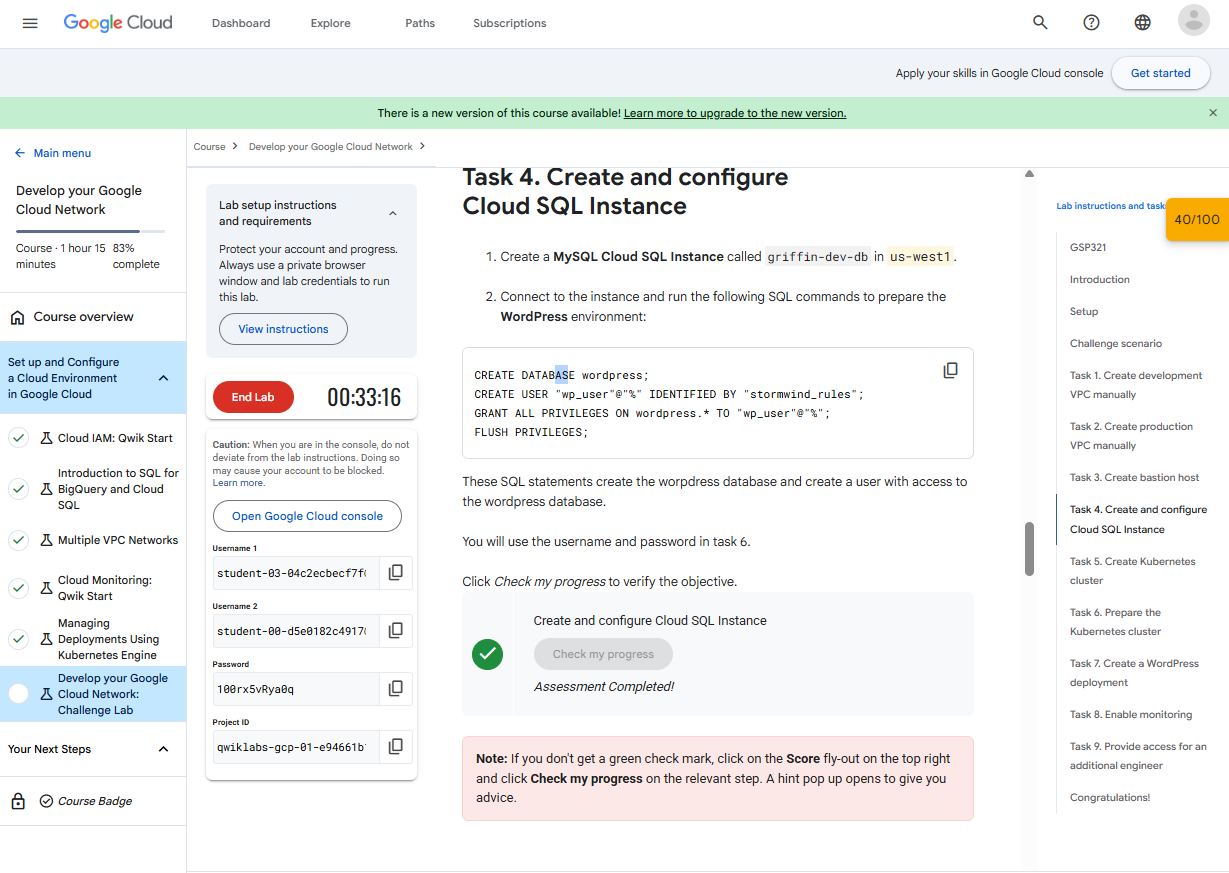 Google Cloud
Dashboard
Explore
Paths
Subscriptions
Apply your skills in Google Cloud console
Get started
There is a new version of this course available! Learn more to upgrade to the new version.
Main menu
Develop your Google
Cloud Network
Course · 1 hour 15
minutes
83%
complete
Course overview
Set up and Configure
a Cloud Environment
in Google Cloud
Cloud IAM: Qwik Start
Introduction to SQL for
BigQuery and Cloud
SQL
Multiple VPC Networks
Cloud Monitoring:
Qwik Start
Managing
Deployments Using
Kubernetes Engine
Develop your Google
Cloud Network:
Challenge Lab
Your Next Steps
Course Badge
Course
Develop your Google Cloud Network
Lab setup instructions
and requirements
Protect your account and progress.
Always use a private browser
window and lab credentials to run
this lab.
View instructions
End Lab
00:33:16
Caution: When you are in the console, do not
deviate from the lab instructions. Doing so
may cause your account to be blocked.
Learn more.
Open Google Cloud console
Username 1
student-03-04c2ecbecf7f
Username 2
student-00-d5e0182c4917
Password
100rx5vRya0q
Project ID
qwiklabs-gcp-01-e94661b
Task 4. Create and configure
Cloud SQL Instance
1. Create a MySQL Cloud SQL Instance called griffin-dev-db in us-west1.
2. Connect to the instance and run the following SQL commands to prepare the
WordPress environment:
CREATE DATABASE wordpress;
CREATE USER "wp_user"@"%" IDENTIFIED BY "stormwind_rules";
GRANT ALL PRIVILEGES ON wordpress.* TO "wp_user"@"%";
FLUSH PRIVILEGES;
These SQL statements create the worpdress database and create a user with access to
the wordpress database.
You will use the username and password in task 6.
Click Check my progress to verify the objective.
Create and configure Cloud SQL Instance
Check my progress
Assessment Completed!
Note: If you don't get a green check mark, click on the Score fly-out on the top right
and click Check my progress on the relevant step. A hint pop up opens to give you
advice.
Lab instructions and task
40/100
GSP321
Introduction
Setup
Challenge scenario
Task 1. Create development
VPC manually
Task 2. Create production
VPC manually
Task 3. Create bastion host
Task 4. Create and configure
Cloud SQL Instance
Task 5. Create Kubernetes
cluster
Task 6. Prepare the
Kubernetes cluster
Task 7. Create a WordPress
deployment
Task 8. Enable monitoring
Task 9. Provide access for an
additional engineer
Congratulations!